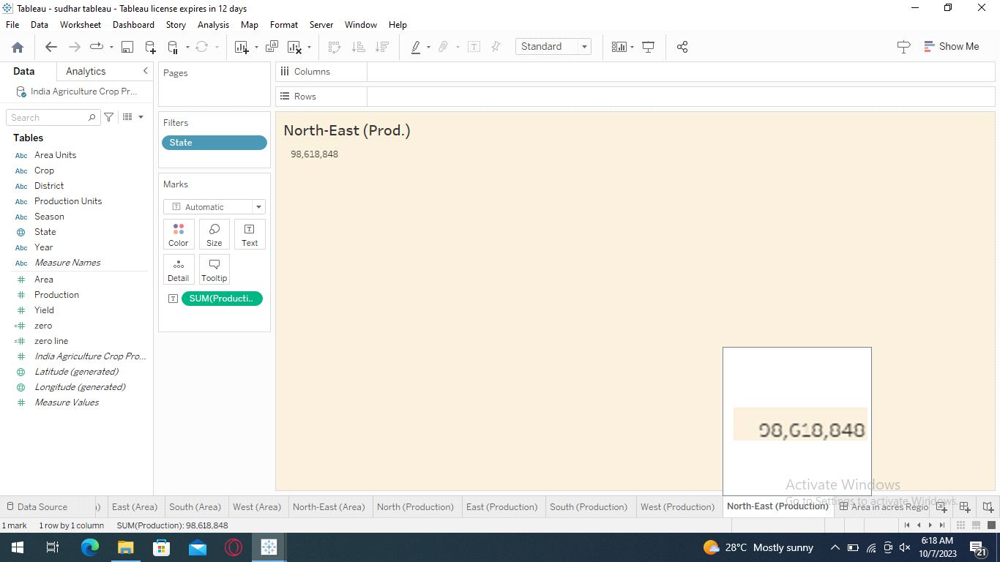 Tableau - sudhar tableau - Tableau license expires in 12 days
File Data Worksheet Dashboard Story Analysis Map Format Server Window Help
Standard
Show Me
Data Analytics
India Agriculture Crop Pr...
Search
Tables
Abc Area Units
Abc Crop
Abc District
Abc Production Units
Abc Season
State
Abc Year
Abc Measure Names
# Area
# Production
# Yield
=# zero
=# zero line
# India Agriculture Crop Pro...
Latitude (generated)
Longitude (generated)
# Measure Values
Pages
Filters
State
Marks
T Automatic
Color Size T Text
Detail Tooltip
T SUM(Producti..
Columns
Rows
North-East (Prod.)
98,618,848
98,618,848
Activate Windows
Go to Settings to activate Windows.
Data Source ı) East (Area) South (Area) West (Area) North-East (Area) North (Production) East (Production) South (Production) West (Production) North-East (Production) Area in acres Regio
1 mark 1 row by 1 column SUM(Production): 98,618,848
28°C Mostly sunny
6:18 AM
10/7/2023
21